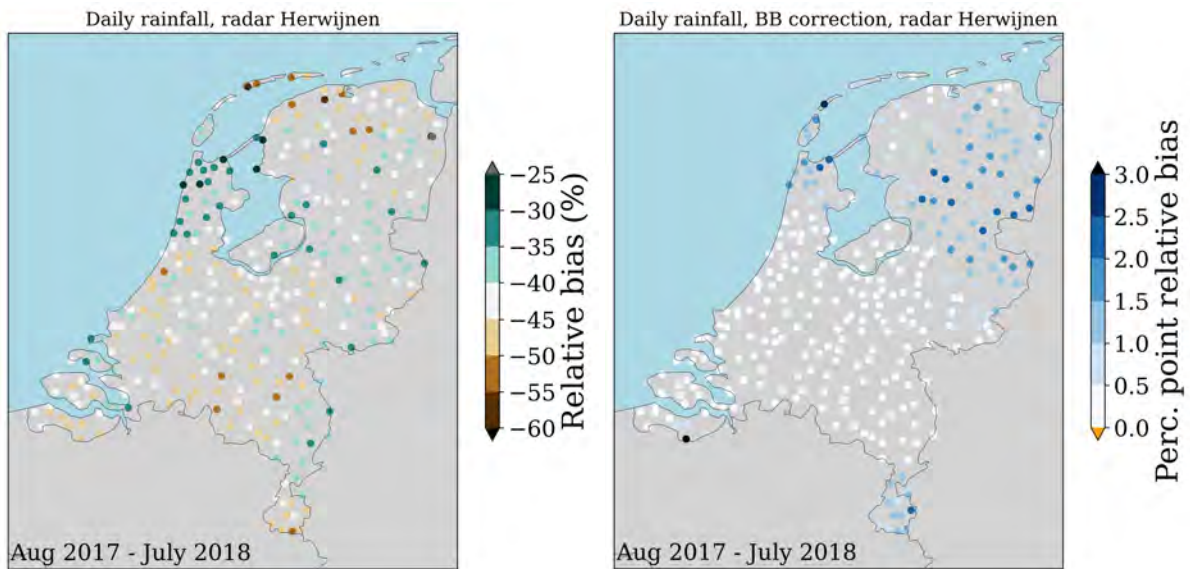 Daily rainfall, radar Herwijnen
Aug 2017 - July 2018
−25
−30
−35
−40
−45
−50
−55
−60
Relative bias (%)
Daily rainfall, BB correction, radar Herwijnen
Aug 2017 - July 2018
3.0
2.5
2.0
1.5
1.0
0.5
0.0
Perc. point relative bias